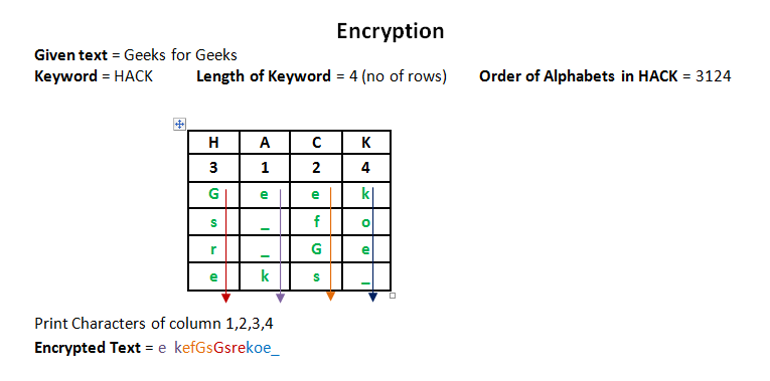 Encryption
Given text = Geeks for Geeks
Keyword = HACK Length of Keyword = 4 (no of rows) Order of Alphabets in HACK = 3124
H A C K
3 1 2 4
G e e k
s _ f o
r _ G e
e k s _
Print Characters of column 1,2,3,4
Encrypted Text = e kefGsGsrekoe_